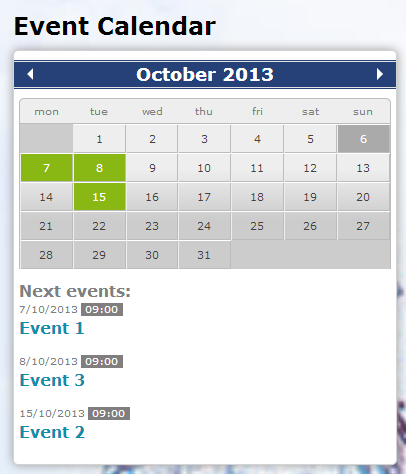 Event Calendar
October 2013
mon tue wed thu fri sat sun
1 2 3 4 5 6
7 8 9 10 11 12 13
14 15 16 17 18 19 20
21 22 23 24 25 26 27
28 29 30 31
Next events:
7/10/2013 09:00
Event 1
8/10/2013 09:00
Event 3
15/10/2013 09:00
Event 2